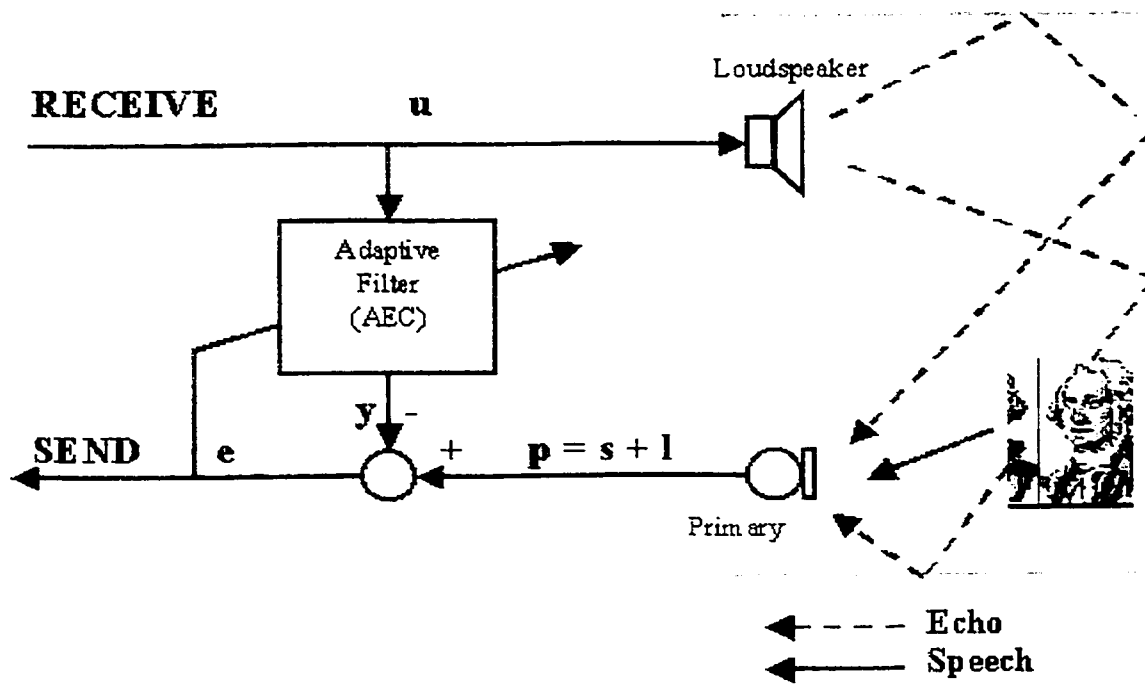 Loudspeaker
RECEIVE u
Adaptive
Filter
(AEC)
y -
SEND e + p = s + l
Primary
Echo
Speech